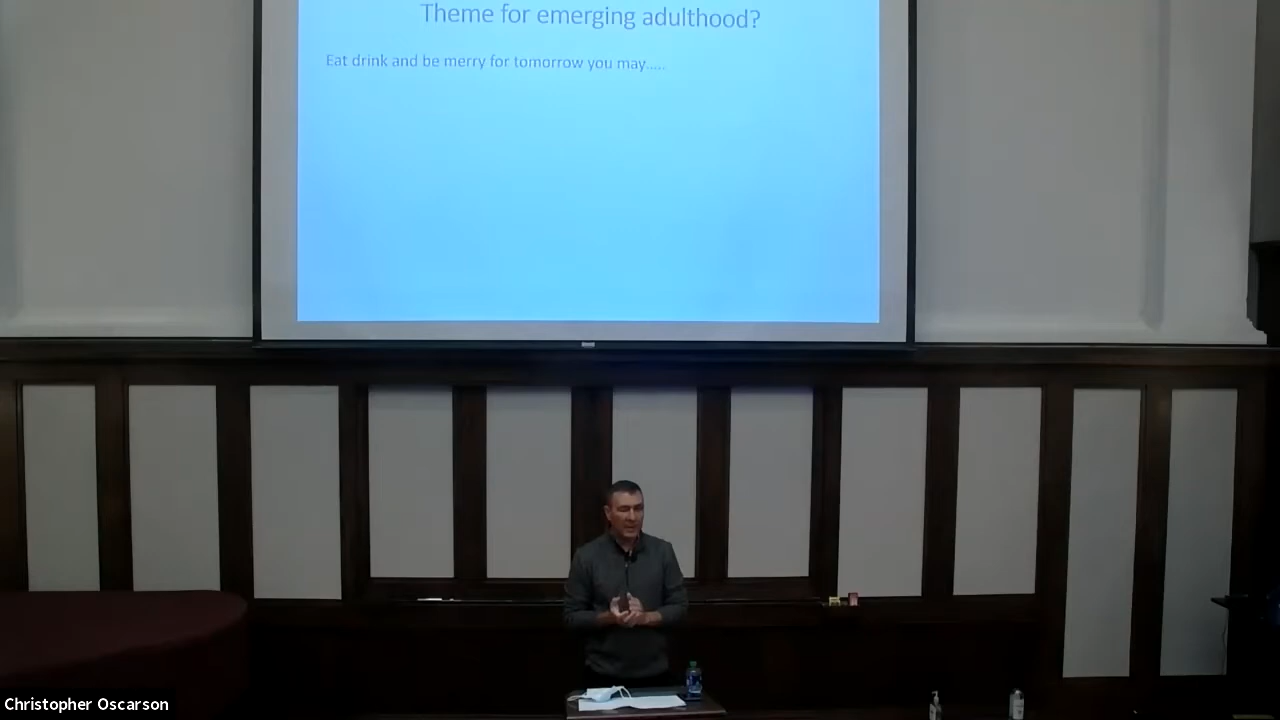 Theme for emerging adulthood?
Eat drink and be merry for tomorrow you may.....
Christopher Oscarson